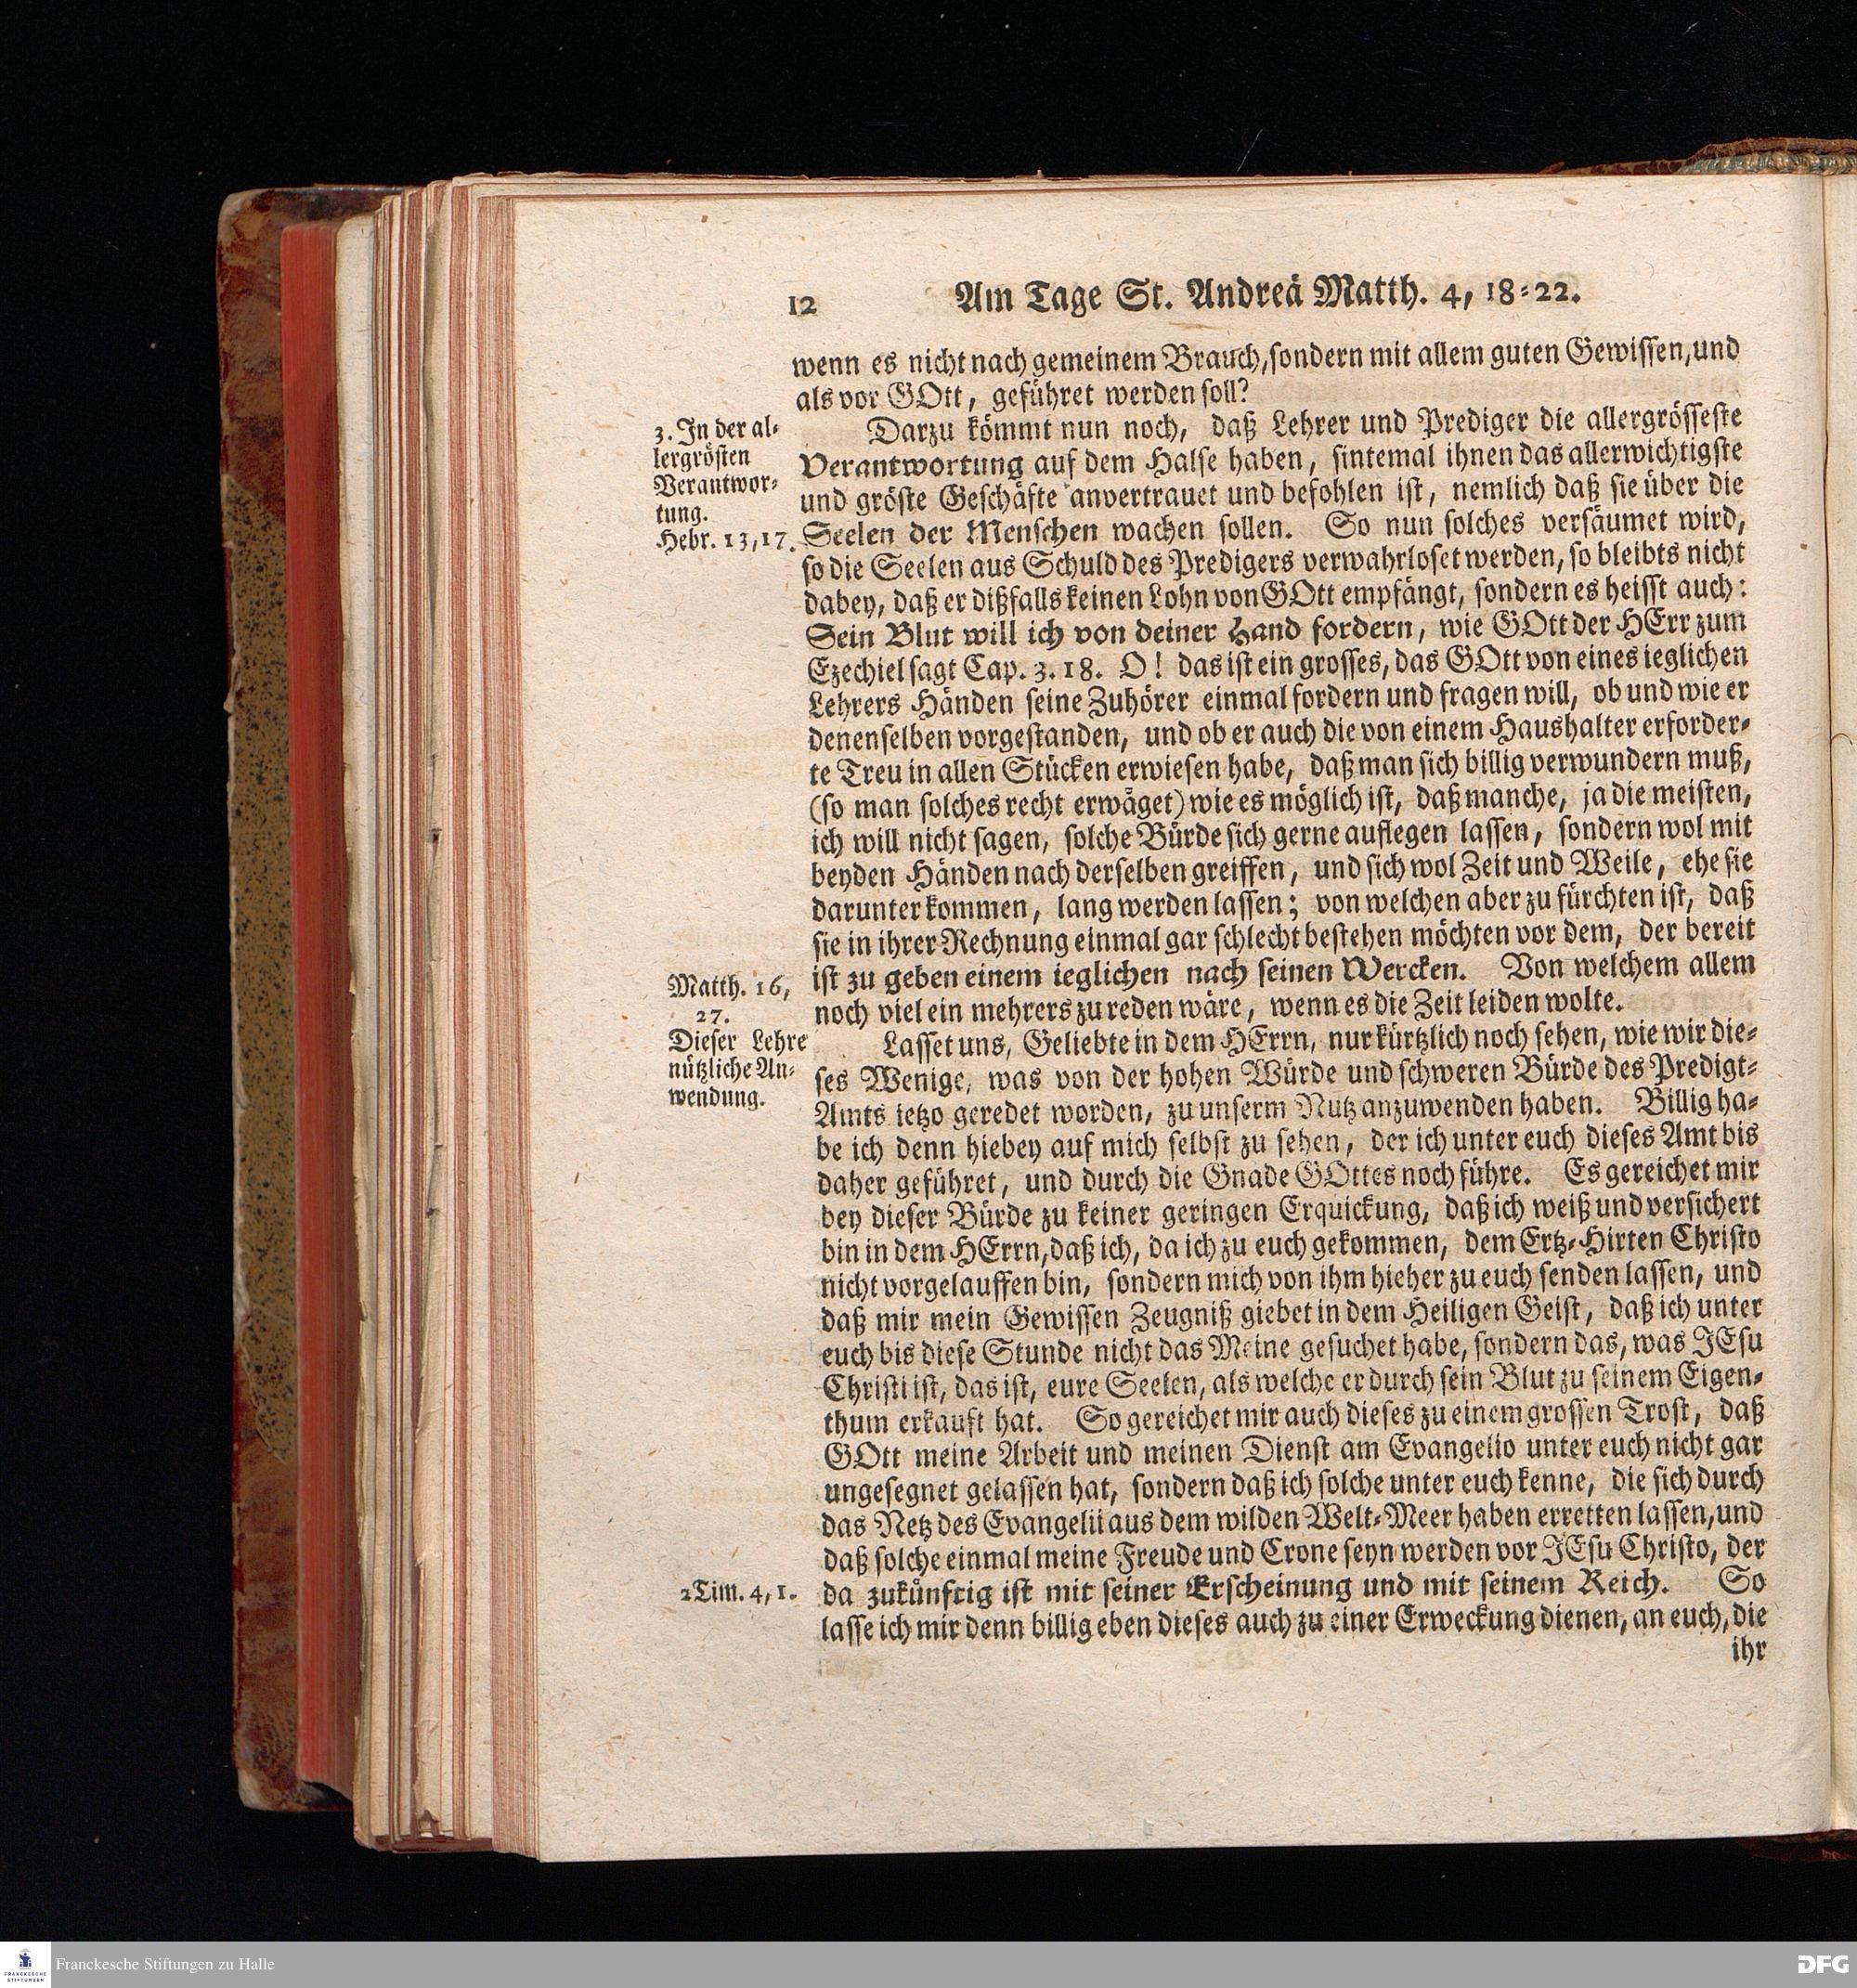 12 Am Tage St. Andreä Matth. 4, 18-22.
wenn es nicht nach gemeinem Brauch, sondern mit allem guten Gewissen, und
als vor GOtt, geführet werden soll?
3. In der al-
lergrösten
Verantwor-
tung.
Hebr. 13, 17.
Darzu kömmt nun noch, daß Lehrer und Prediger die allergrösseste
Verantwortung auf dem Halse haben, sintemal ihnen das allerwichtigste
und gröste Geschäfte anvertrauet und befohlen ist, nemlich daß sie über die
Seelen der Menschen wachen sollen. So nun solches versäumet wird,
so die Seelen aus Schuld des Predigers verwahrloset werden, so bleibts nicht
dabey, daß er dißfalls keinen Lohn von GOtt empfängt, sondern es heisst auch:
Sein Blut will ich von deiner Hand fordern, wie GOtt der HErr zum
Ezechiel sagt Cap. 3. 18. O! das ist ein grosses, das GOtt von eines ieglichen
Lehrers Händen seine Zuhörer einmal fordern und fragen will, ob und wie er
denenselben vorgestanden, und ob er auch die von einem Haushalter erforder-
te Treu in allen Stücken erwiesen habe, daß man sich billig verwundern muß,
(so man solches recht erwäget) wie es möglich ist, daß manche, ja die meisten,
ich will nicht sagen, solche Bürde sich gerne auflegen lassen, sondern wol mit
beyden Händen nach derselben greiffen, und sich wol Zeit und Weile, ehe sie
darunter kommen, lang werden lassen; von welchen aber zu fürchten ist, daß
sie in ihrer Rechnung einmal gar schlecht bestehen möchten vor dem, der bereit
Matth. 16,
27.
ist zu geben einem ieglichen nach seinen Wercken. Von welchem allem
noch viel ein mehrers zu reden wäre, wenn es die Zeit leiden wolte.
Dieser Lehre
nützliche An-
wendung.
Lasset uns, Geliebte in dem HErrn, nur kürtzlich noch sehen, wie wir die-
ses Wenige, was von der hohen Würde und schweren Bürde des Predigt-
Amts ietzo geredet worden, zu unserm Nutz anzuwenden haben. Billig ha-
be ich denn hiebey auf mich selbst zu sehen, der ich unter euch dieses Amt bis
daher geführet, und durch die Gnade GOttes noch führe. Es gereichet mir
bey dieser Bürde zu keiner geringen Erquickung, daß ich weiß und versichert
bin in dem HErrn, daß ich, da ich zu euch gekommen, dem Ertz-Hirten Christo
nicht vorgelauffen bin, sondern mich von ihm hieher zu euch senden lassen, und
daß mir mein Gewissen Zeugniß giebet in dem Heiligen Geist, daß ich unter
euch bis diese Stunde nicht das Meine gesuchet habe, sondern das, was JEsu
Christi ist, das ist, eure Seelen, als welche er durch sein Blut zu seinem Eigen-
thum erkauft hat. So gereichet mir auch dieses zu einem grossen Trost, daß
GOtt meine Arbeit und meinen Dienst am Evangelio unter euch nicht gar
ungesegnet gelassen hat, sondern daß ich solche unter euch kenne, die sich durch
das Netz des Evangelii aus dem wilden Welt-Meer haben erretten lassen, und
daß solche einmal meine Freude und Crone seyn werden vor JEsu Christo, der
2 Tim. 4, 1.
da zukünftig ist mit seiner Erscheinung und mit seinem Reich. So
lasse ich mir denn billig eben dieses auch zu einer Erweckung dienen, an euch, die
ihr
FRANCKESCHE
STIFTUNGEN
Franckesche Stiftungen zu Halle
DFG